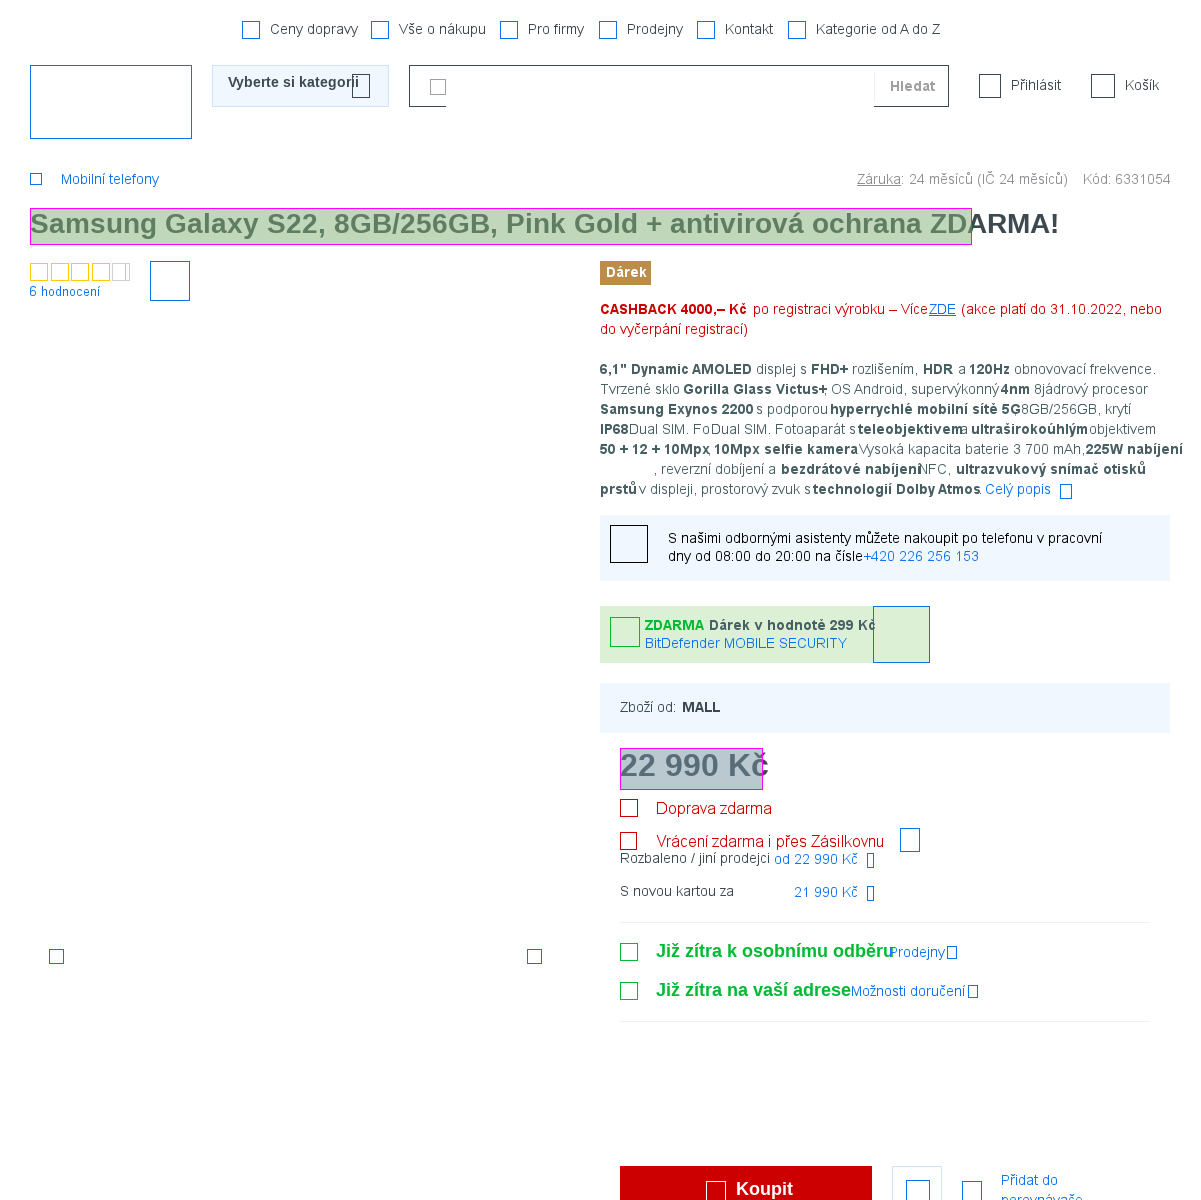 Ceny dopravy Vše o nákupu Pro firmy Prodejny Kontakt Kategorie od A do Z
Vyberte si kategorii Hledat Přihlásit Košík
Mobilní telefony Záruka: 24 měsíců (IČ 24 měsíců) Kód: 6331054
Samsung Galaxy S22, 8GB/256GB, Pink Gold + antivirová ochrana ZDARMA!
6 hodnocení
Dárek
CASHBACK 4000,– Kč po registraci výrobku – Více ZDE (akce platí do 31.10.2022, nebo
do vyčerpání registrací)
6,1" Dynamic AMOLED displej s FHD+ rozlišením, HDR a 120Hz obnovovací frekvence.
Tvrzené sklo Gorilla Glass Victus+, OS Android, supervýkonný 4nm 8jádrový procesor
Samsung Exynos 2200 s podporou hyperrychlé mobilní sítě 5G, 8GB/256GB, krytí
IP68 Dual SIM. Fo Dual SIM. Fotoaparát s teleobjektivem a ultraširokoúhlým objektivem
50 + 12 + 10Mpx, 10Mpx selfie kamera Vysoká kapacita baterie 3 700 mAh, 225W nabíjení
, reverzní dobíjení a bezdrátové nabíjení NFC, ultrazvukový snímač otisků
prstů v displeji, prostorový zvuk s technologií Dolby Atmos. Celý popis
S našimi odbornými asistenty můžete nakoupit po telefonu v pracovní
dny od 08:00 do 20:00 na čísle +420 226 256 153
ZDARMA Dárek v hodnotě 299 Kč
BitDefender MOBILE SECURITY
Zboží od: MALL
22 990 Kč
Doprava zdarma
Vrácení zdarma i přes Zásilkovnu
Rozbaleno / jiní prodejci od 22 990 Kč
S novou kartou za 21 990 Kč
Již zítra k osobnímu odběru Prodejny
Již zítra na vaší adrese Možnosti doručení
Koupit Přidat do
porovnávače